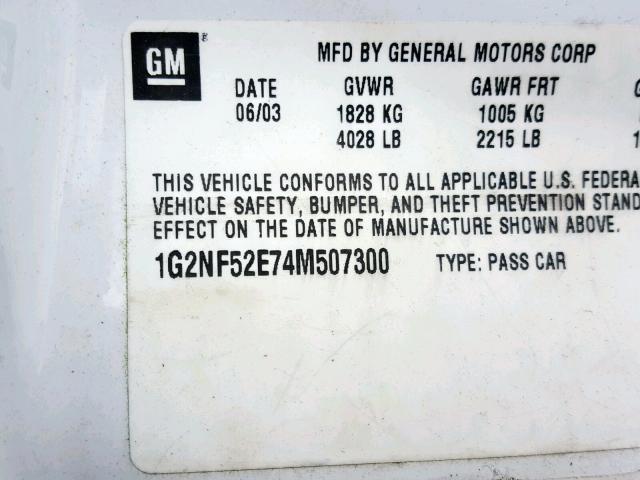 GM
MFD BY GENERAL MOTORS CORP
DATE GVWR GAWR FRT
06/03 1828 KG 1005 KG
4028 LB 2215 LB
THIS VEHICLE CONFORMS TO ALL APPLICABLE U.S. FEDERA
VEHICLE SAFETY, BUMPER, AND THEFT PREVENTION STAND
EFFECT ON THE DATE OF MANUFACTURE SHOWN ABOVE.
1G2NF52E74M507300 TYPE: PASS CAR